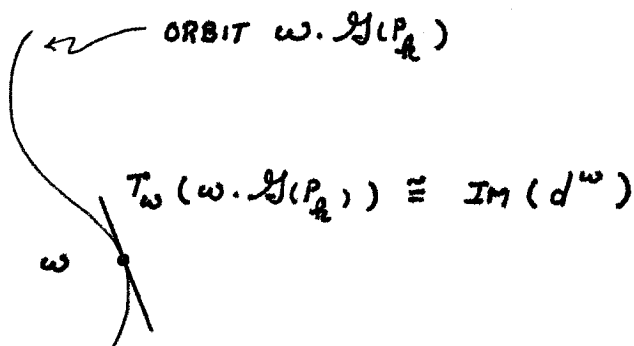 ORBIT ω · 𝒢(P_k)
T_ω(ω · 𝒢(P_k)) ≅ IM(d^ω)
ω